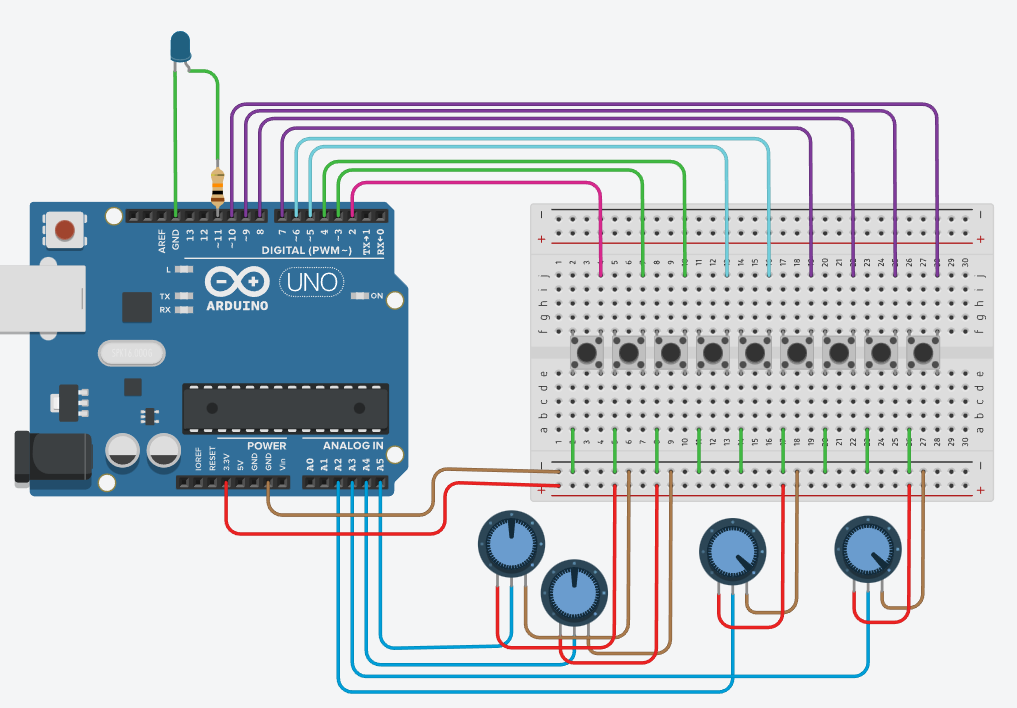 AREF
GND
13
12
~11
~10
~9
8
7
~6
~5
4
~3
2
TX→1
RX←0
DIGITAL (PWM~)
L
TX
RX
ARDUINO
UNO
ON
POWER
ANALOG IN
IOREF
RESET
3.3V
5V
GND
GND
Vin
A0
A1
A2
A3
A4
A5
j
i
h
g
f
e
d
c
b
a
j
i
h
g
f
e
d
c
b
a
1 2 3 4 5 6 7 8 9 10 11 12 13 14 15 16 17 18 19 20 21 22 23 24 25 26 27 28 29 30
1 2 3 4 5 6 7 8 9 10 11 12 13 14 15 16 17 18 19 20 21 22 23 24 25 26 27 28 29 30